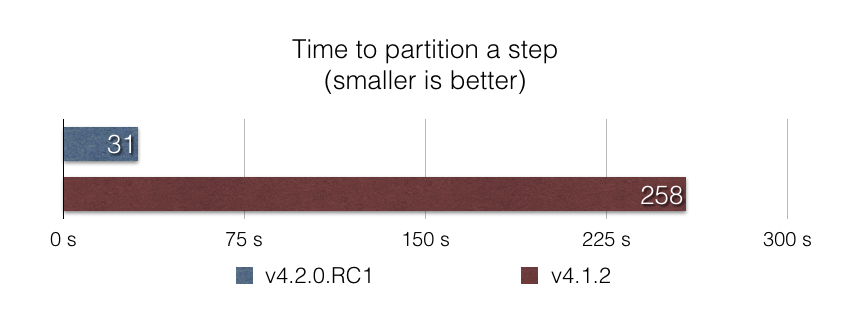 Time to partition a step
(smaller is better)
31
258
0 s 75 s 150 s 225 s 300 s
v4.2.0.RC1 v4.1.2